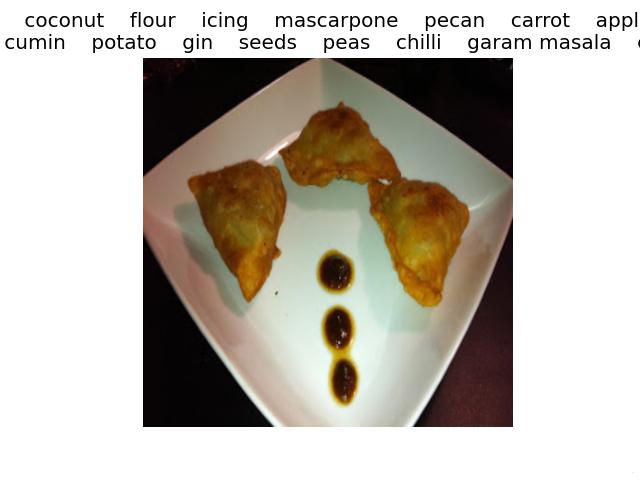 coconut flour icing mascarpone pecan carrot
cumin potato gin seeds peas chilli garam masala